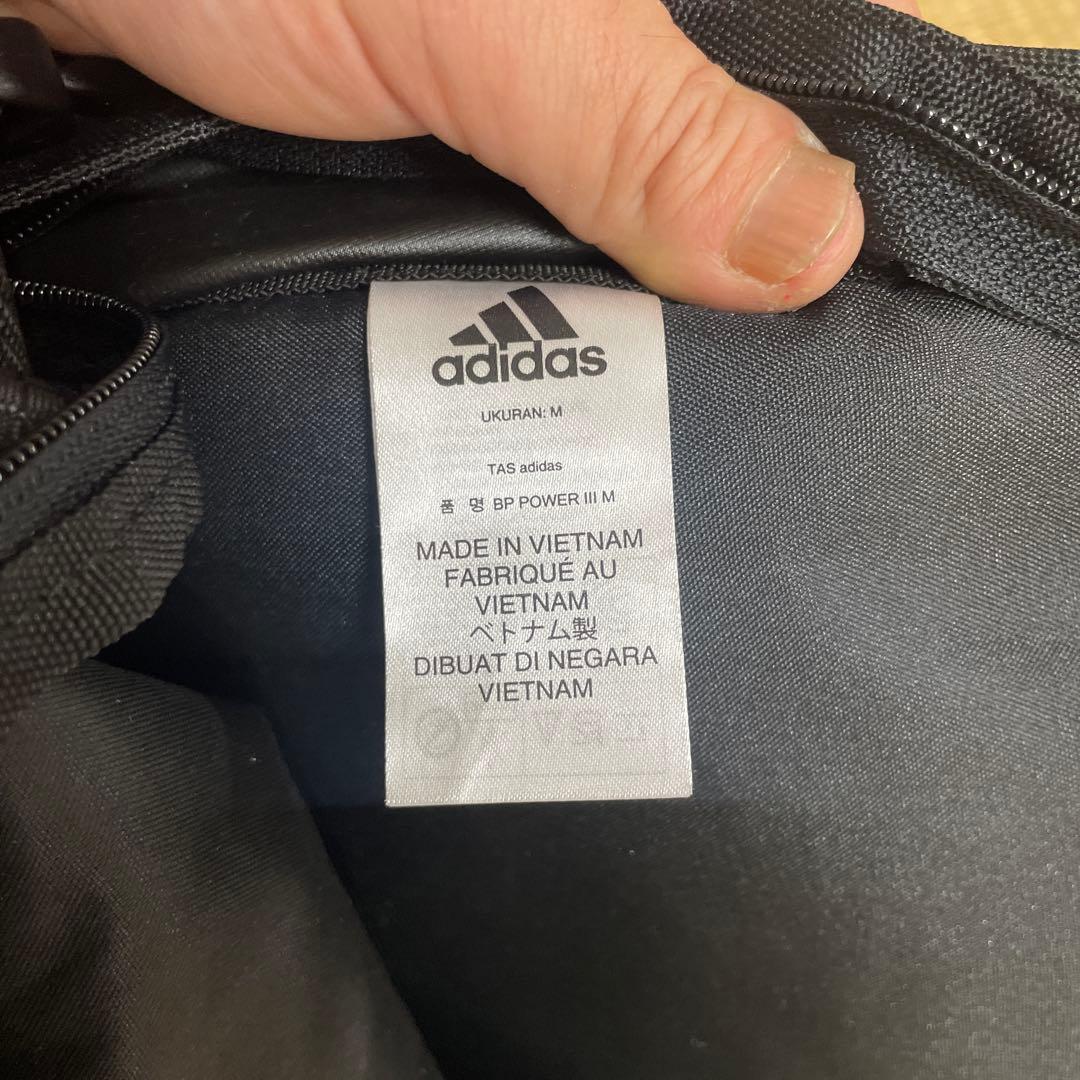 adidas
UKURAN: M
TAS adidas
품 명 BP POWER III M
MADE IN VIETNAM
FABRIQUÉ AU
VIETNAM
ベトナム製
DIBUAT DI NEGARA
VIETNAM